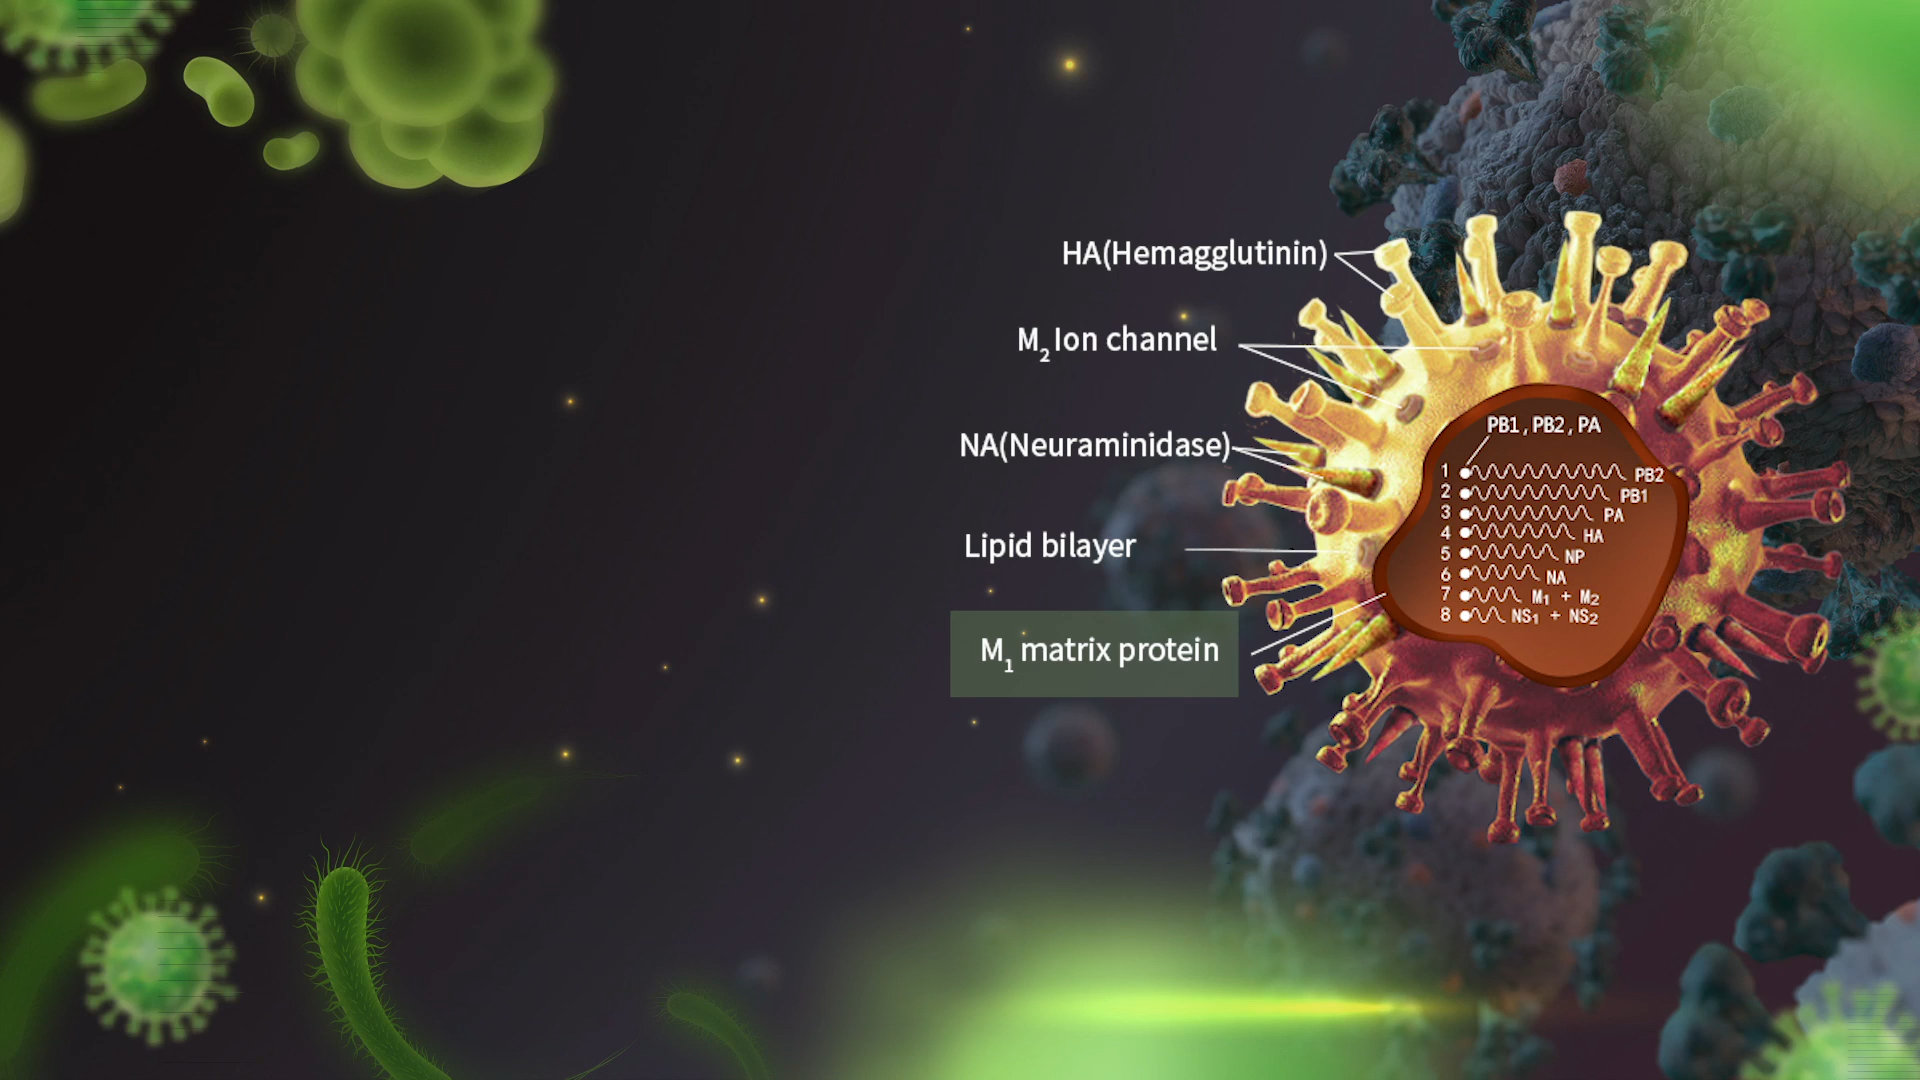 HA(Hemagglutinin)
M₂ Ion channel
NA(Neuraminidase)
Lipid bilayer
M₁ matrix protein
PB1, PB2, PA
1 PB2
2 PB1
3 PA
4 HA
5 NP
6 NA
7 M₁ + M₂
8 NS₁ + NS₂